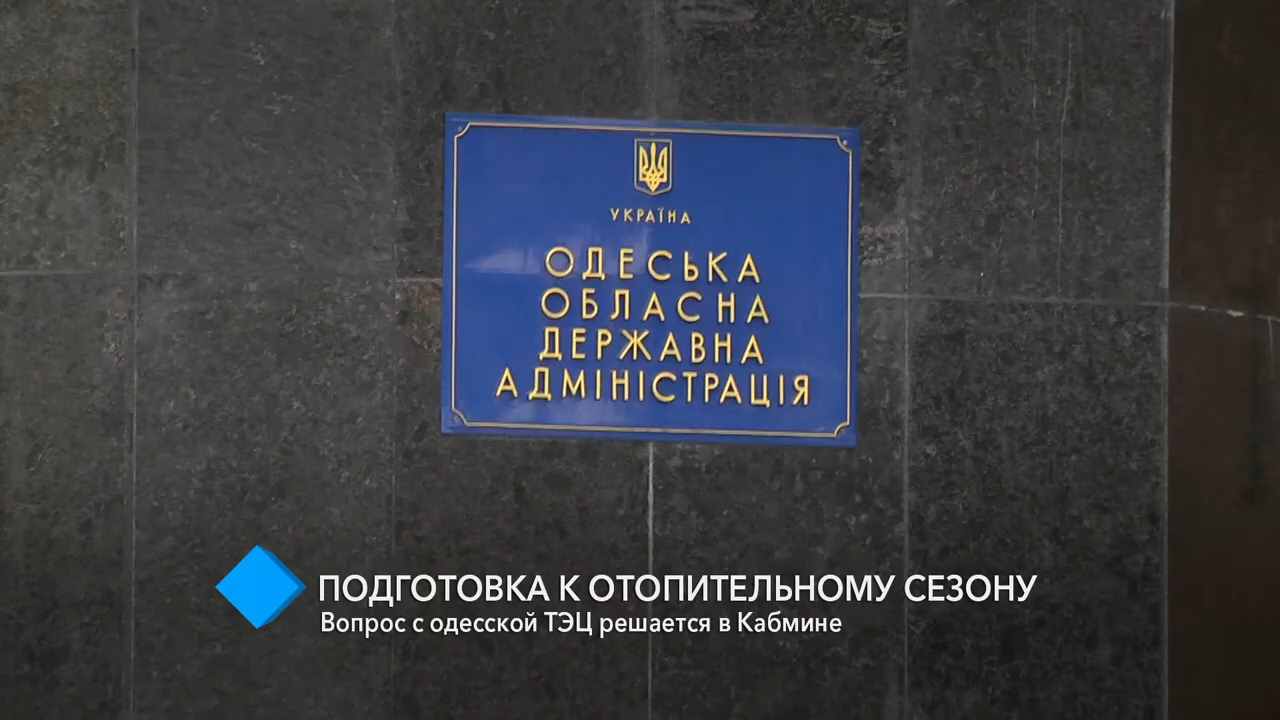 УКРАЇНА
ОДЕСЬКА
ОБЛАСНА
ДЕРЖАВНА
АДМІНІСТРАЦІЯ
ПОДГОТОВКА К ОТОПИТЕЛЬНОМУ СЕЗОНУ
Вопрос с одесской ТЭЦ решается в Кабмине